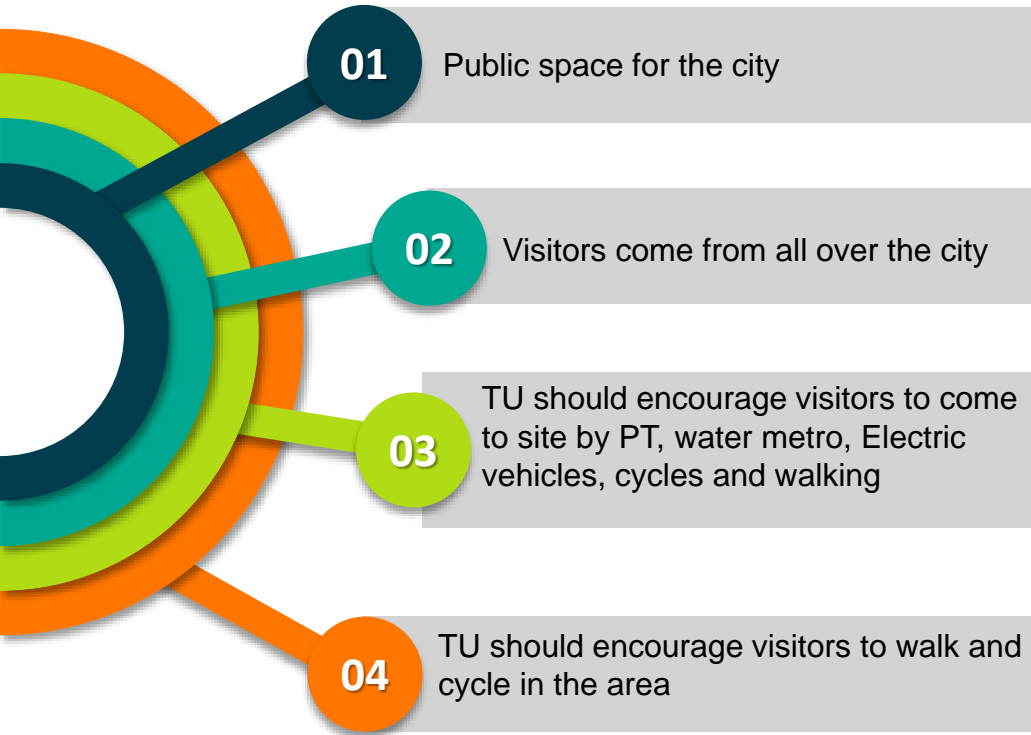 01
Public space for the city
02
Visitors come from all over the city
03
TU should encourage visitors to come
to site by PT, water metro, Electric
vehicles, cycles and walking
04
TU should encourage visitors to walk and
cycle in the area